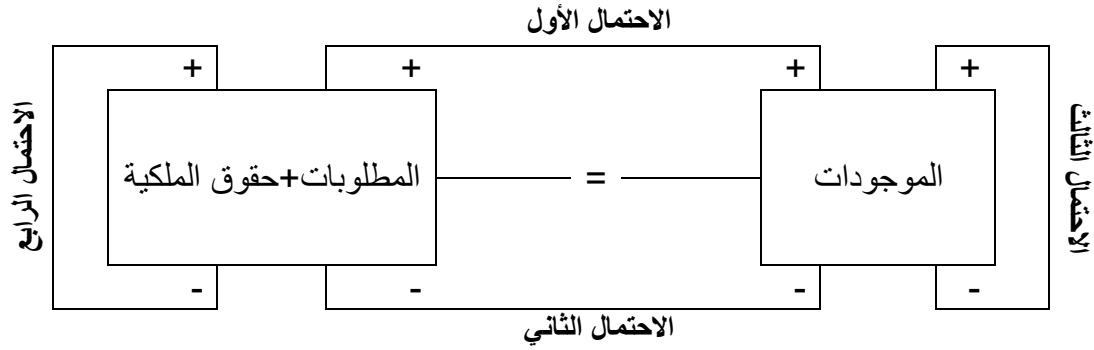 الاحتمال الأول
+ + + +
الاحتمال الثالث
الموجودات = المطلوبات+حقوق الملكية
الاحتمال الرابع
- - - -
الاحتمال الثاني